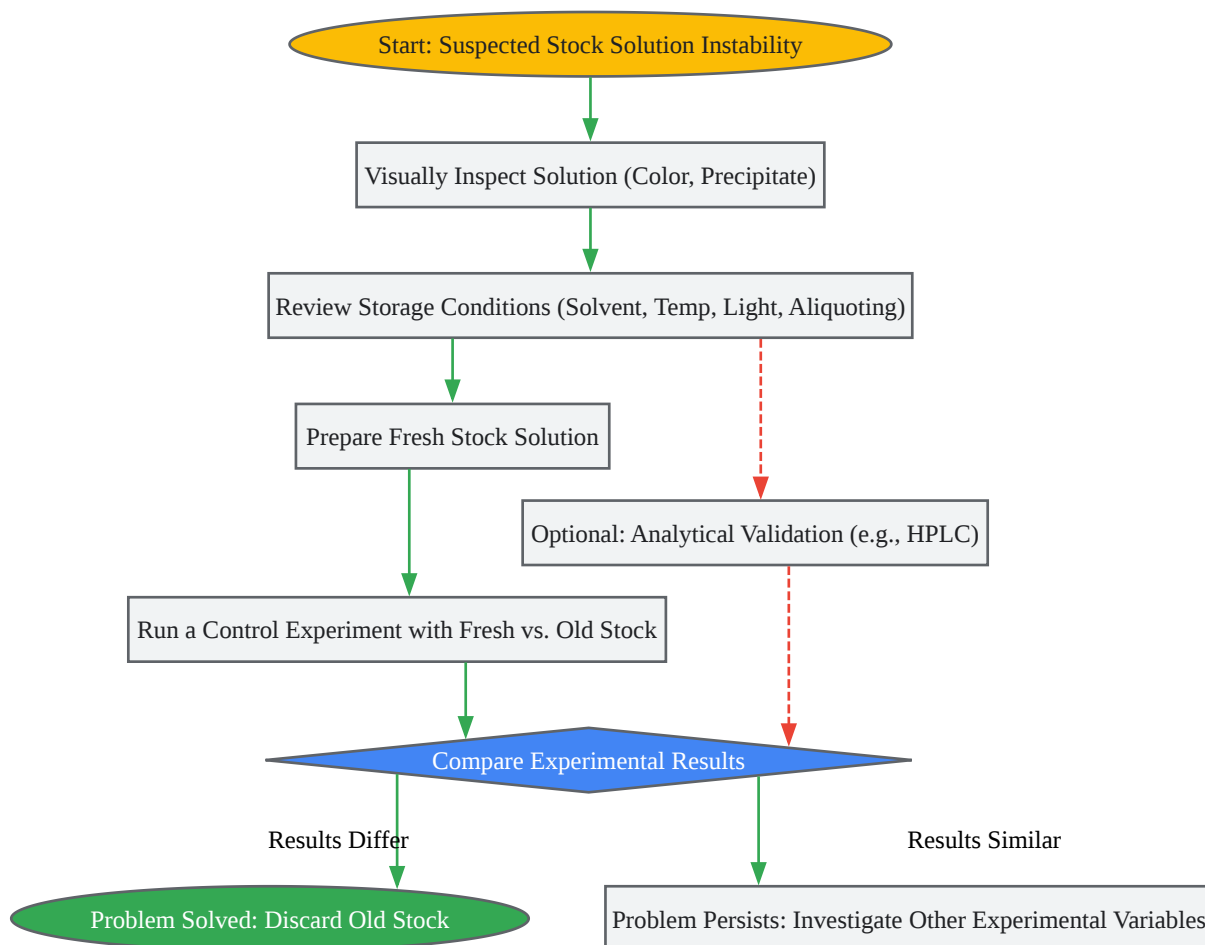 Start: Suspected Stock Solution Instability
Visually Inspect Solution (Color, Precipitate)
Review Storage Conditions (Solvent, Temp, Light, Aliquoting)
Prepare Fresh Stock Solution
Optional: Analytical Validation (e.g., HPLC)
Run a Control Experiment with Fresh vs. Old Stock
Compare Experimental Results
Results Differ
Results Similar
Problem Solved: Discard Old Stock
Problem Persists: Investigate Other Experimental Variables